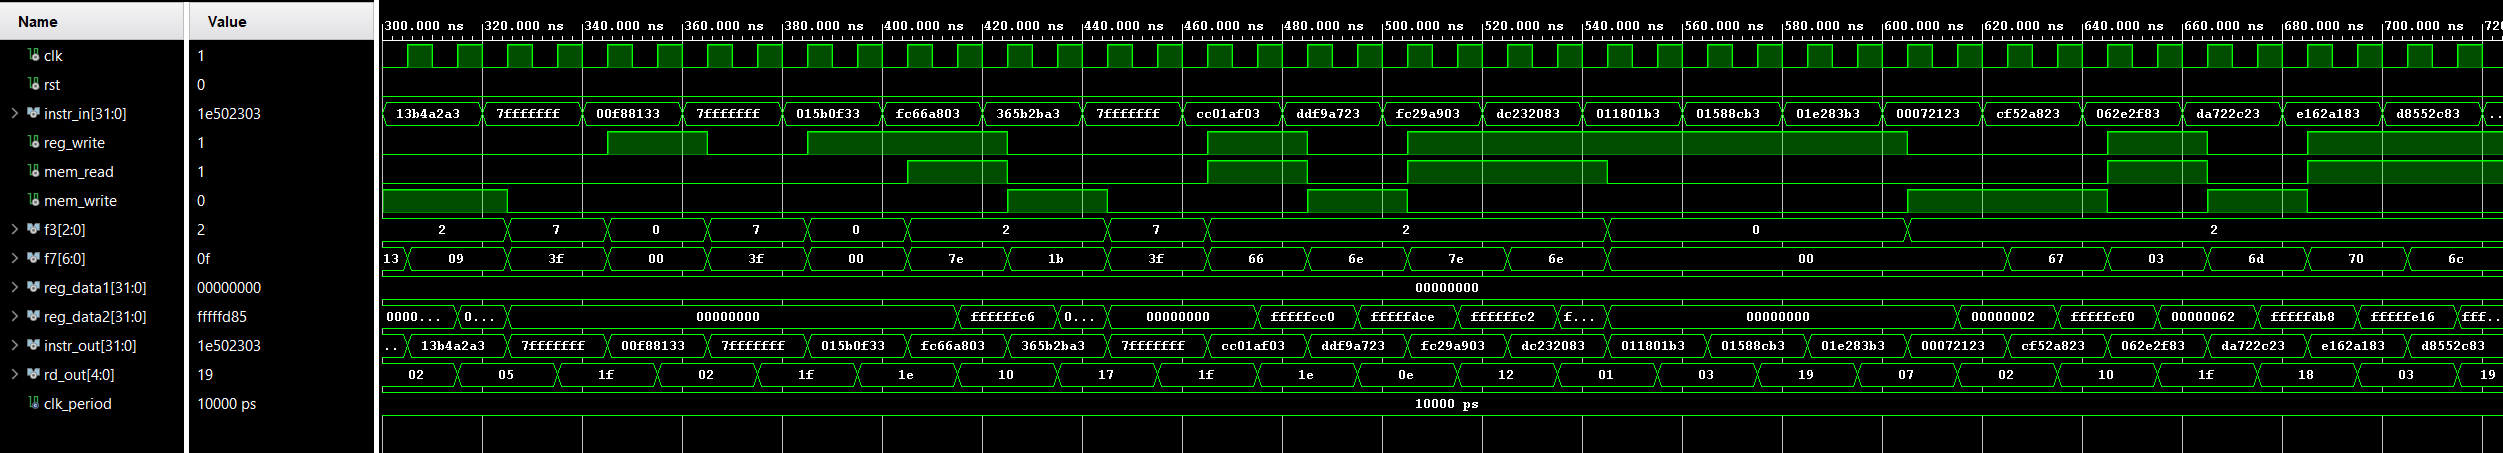 Name Value 300.000 ns 320.000 ns 340.000 ns 360.000 ns 380.000 ns 400.000 ns 420.000 ns 440.000 ns 460.000 ns 480.000 ns 500.000 ns 520.000 ns 540.000 ns 560.000 ns 580.000 ns 600.000 ns 620.000 ns 640.000 ns 660.000 ns 680.000 ns 700.000 ns 720
clk 1
rst 0
instr_in[31:0] 1e502303 13b4a2a3 7fffffff 00f88133 7fffffff 015b0f33 fc66a803 365b2ba3 7fffffff cc01af03 ddf9a723 fc29a903 dc232083 011801b3 01588cb3 01e283b3 00072123 cf52a823 062e2f83 da722c23 e162a183 d8552c83 ..
reg_write 1
mem_read 1
mem_write 0
f3[2:0] 2 2 7 0 7 0 2 7 2 0 2
f7[6:0] 0f 13 09 3f 00 3f 00 7e 1b 3f 66 6e 7e 6e 00 67 03 6d 70 6c
reg_data1[31:0] 00000000 00000000
reg_data2[31:0] fffffd85 0000... 0... 00000000 ffffffc6 0... 00000000 fffffcc0 fffffdce ffffffc2 f... 00000000 00000002 fffffcf0 00000062 fffffdb8 fffffe16 fff...
instr_out[31:0] 1e502303 .. 13b4a2a3 7fffffff 00f88133 7fffffff 015b0f33 fc66a803 365b2ba3 7fffffff cc01af03 ddf9a723 fc29a903 dc232083 011801b3 01588cb3 01e283b3 00072123 cf52a823 062e2f83 da722c23 e162a183 d8552c83
rd_out[4:0] 19 02 05 1f 02 1f 1e 10 17 1f 1e 0e 12 01 03 19 07 02 10 1f 18 03 19
clk_period 10000 ps 10000 ps